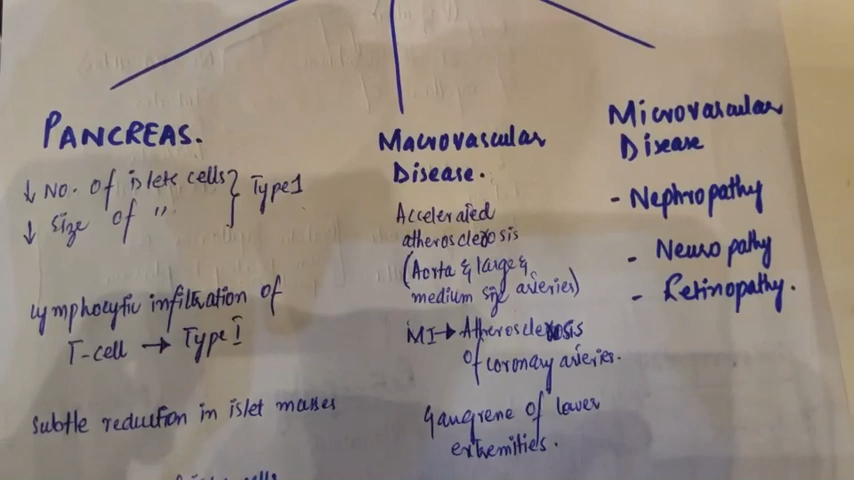 PANCREAS.
↓ No. of islet cells } Type 1
↓ size of "
lymphocytic infiltration of
T-cell → Type I
subtle reduction in islet masses
Macrovascular
Disease.
Accelerated
atherosclerosis
(Aorta & large &
medium size arteries)
MI → Atherosclerosis
of coronary arteries.
Gangrene of lower
extremities.
Microvascular
Disease
- Nephropathy
- Neuropathy
- Retinopathy.